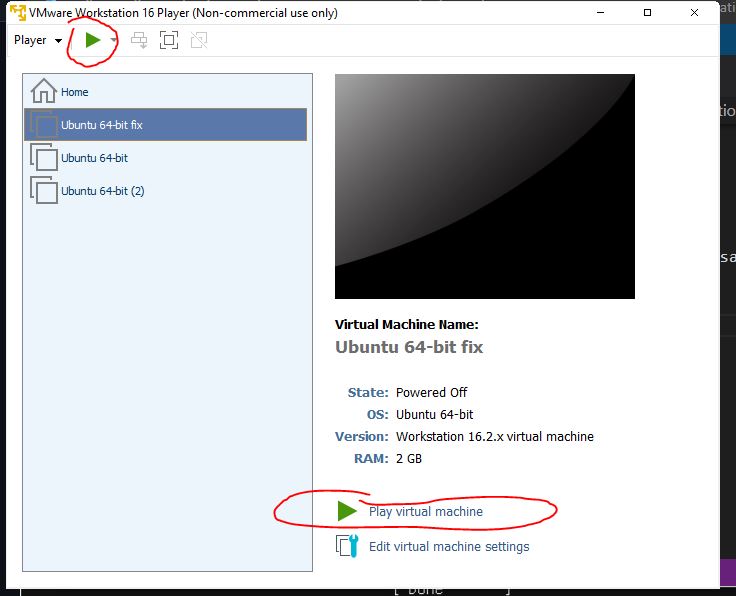 VMware Workstation 16 Player (Non-commercial use only)
Player
Home
Ubuntu 64-bit fix
Ubuntu 64-bit
Ubuntu 64-bit (2)
Virtual Machine Name:
Ubuntu 64-bit fix
State: Powered Off
OS: Ubuntu 64-bit
Version: Workstation 16.2.x virtual machine
RAM: 2 GB
Play virtual machine
Edit virtual machine settings